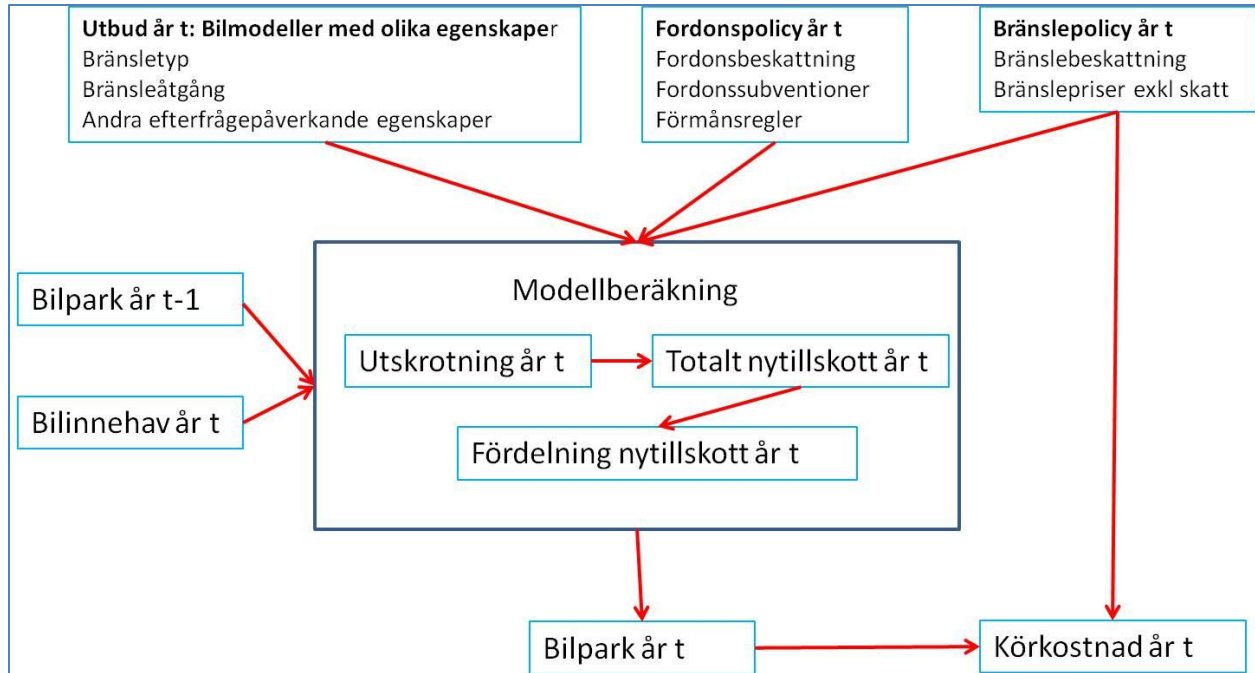 Utbud år t: Bilmodeller med olika egenskaper
Bränsletyp
Bränsleåtgång
Andra efterfrågepåverkande egenskaper
Fordonspolicy år t
Fordonsbeskattning
Fordonssubventioner
Förmånsregler
Bränslepolicy år t
Bränslebeskattning
Bränslepriser exkl skatt
Bilpark år t-1
Bilinnehav år t
Modellberäkning
Utskrotning år t
Totalt nytillskott år t
Fördelning nytillskott år t
Bilpark år t
Körkostnad år t